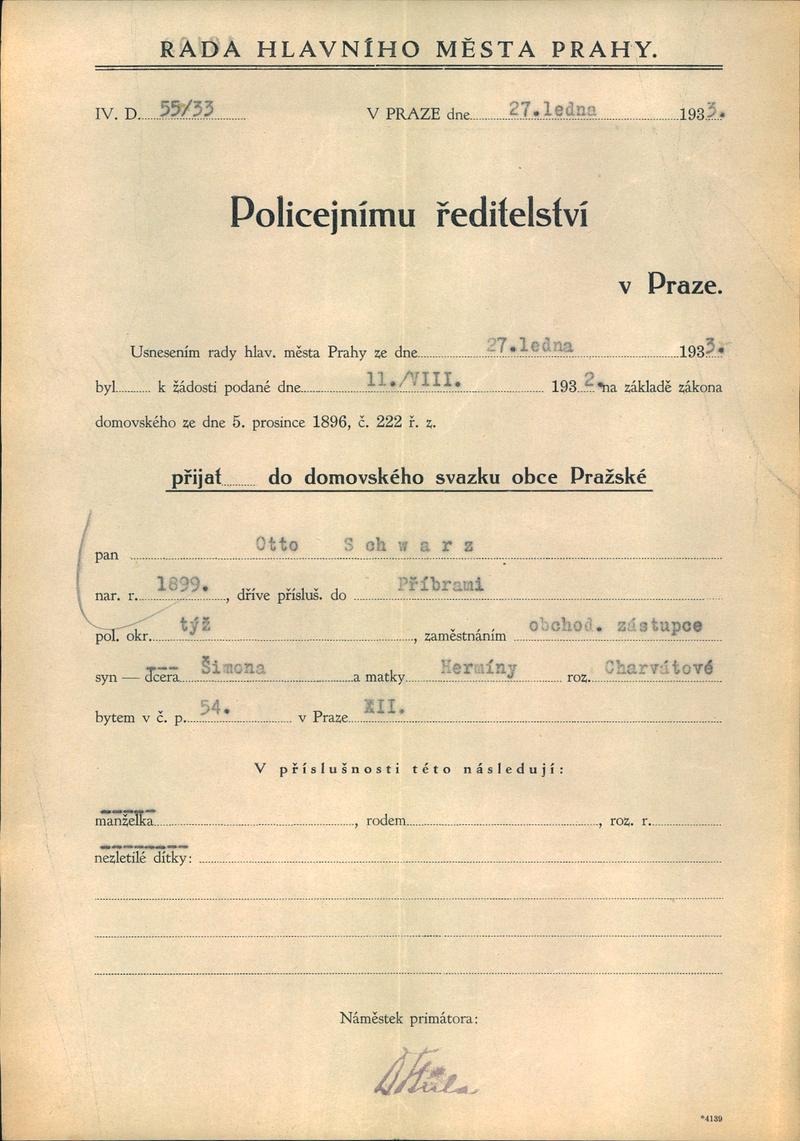 RADA HLAVNÍHO MĚSTA PRAHY.
IV. D. 55/33 V PRAZE dne 27.ledna 1933.
Policejnímu ředitelství
v Praze.
Usnesením rady hlav. města Prahy ze dne 27.ledna 1933.
byl k žádosti podané dne 11./VIII. 1932. na základě zákona
domovského ze dne 5. prosince 1896, č. 222 ř. z.
přijat do domovského svazku obce Pražské
pan Otto Schwarz
nar. r. 1899., dříve přísluš. do Příbrami
pol. okr. týž, zaměstnáním obchod. zástupce
syn — dcera Šimona a matky Hermíny roz. Charvátové
bytem v č. p. 54. v Praze XII.
V příslušnosti této následují:
manželka, rodem, roz. r.
nezletilé dítky:
Náměstek primátora:
*4139